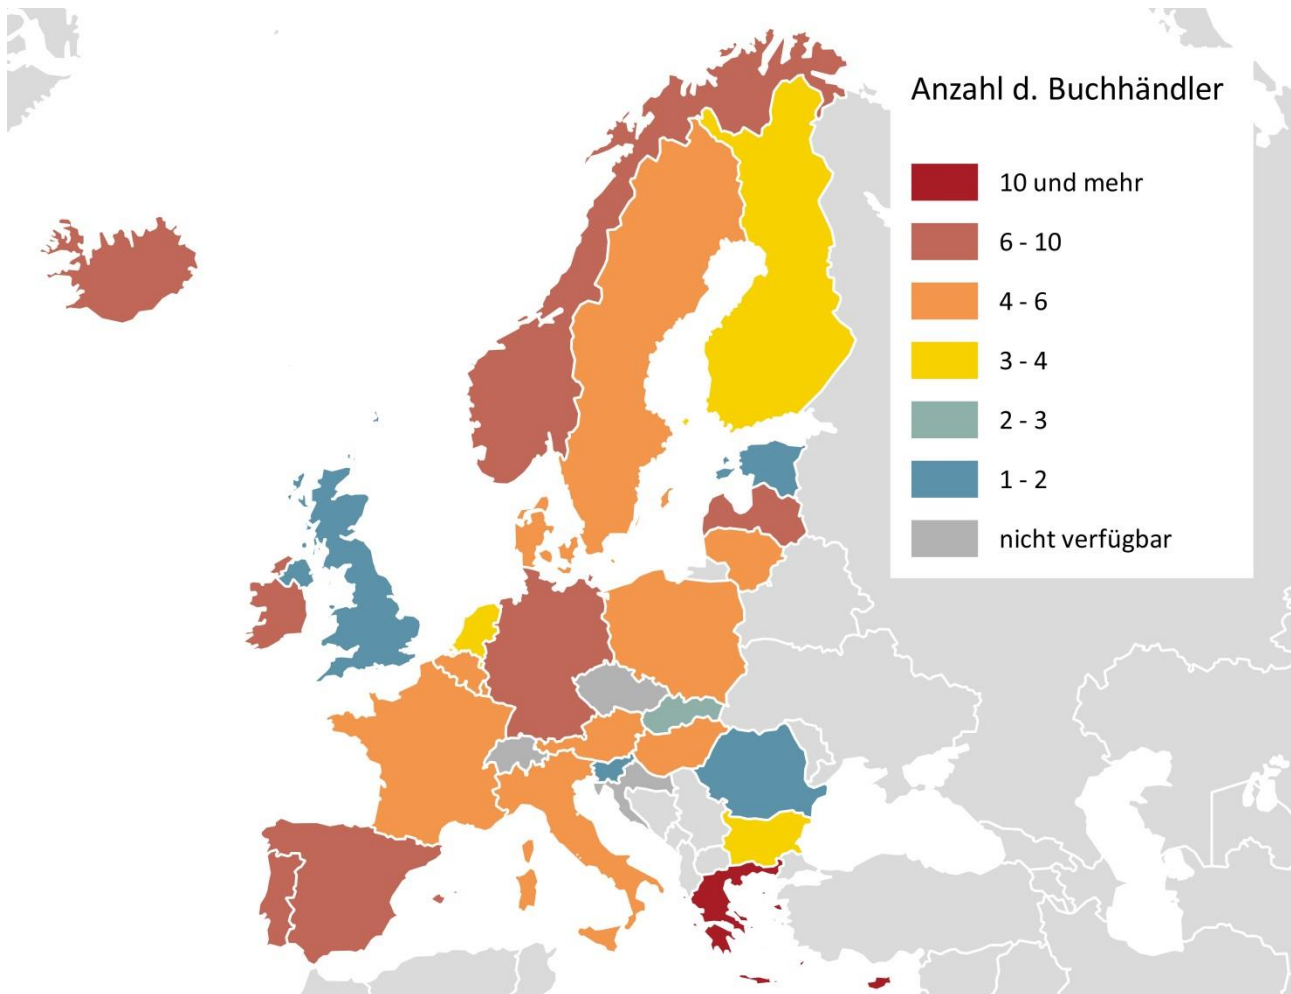 Anzahl d. Buchhändler
10 und mehr
6 - 10
4 - 6
3 - 4
2 - 3
1 - 2
nicht verfügbar